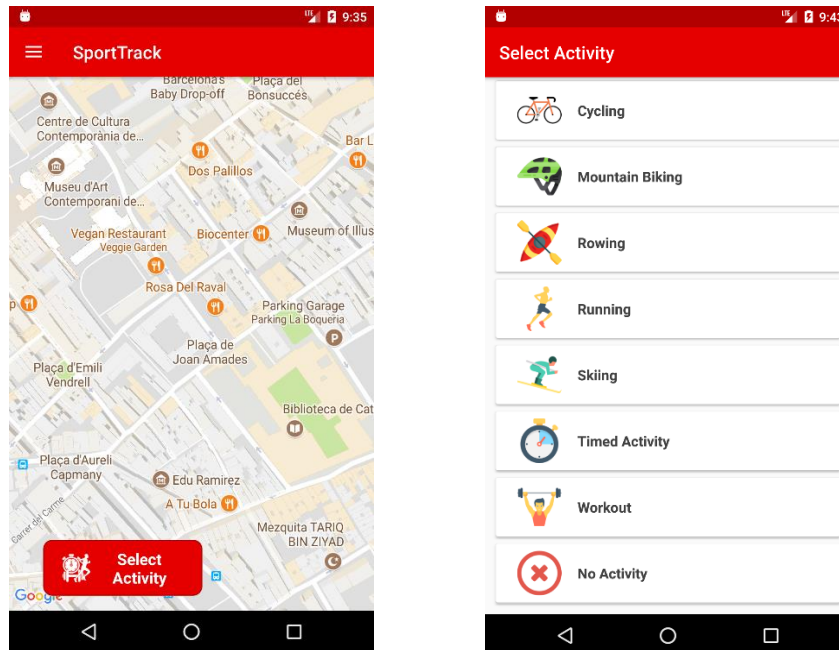 LTE 9:35
SportTrack
Barcelona's
Baby Drop-off
Plaça del
Bonsuccés
Centre de Cultura
Contemporània de...
Bar L
Dos Palillos
Museu d'Art
Contemporani de...
Vegan Restaurant
Veggie Garden
Biocenter
Museum of Illus
Rosa Del Raval
p
Parking Garage
Parking La Boqueria
P
Plaça de
Joan Amades
Plaça d'Emili
Vendrell
Biblioteca de Cat
Plaça d'Aureli
Capmany
Edu Ramirez
A Tu Bola
Carrer del Carme
Mezquita TARIQ
BIN ZIYAD
Select
Activity
Google
LTE 9:43
Select Activity
Cycling
Mountain Biking
Rowing
Running
Skiing
Timed Activity
Workout
No Activity